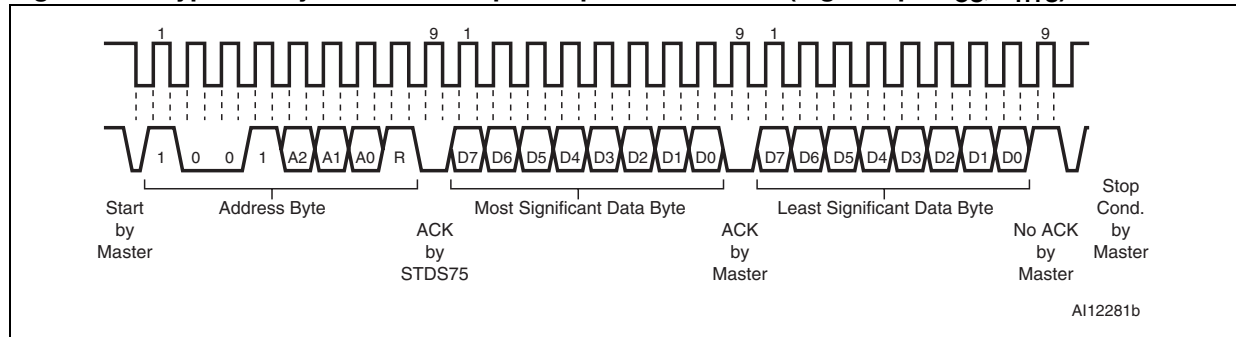 1 9 1 9 1 9
1 0 0 1 A2 A1 A0 R D7 D6 D5 D4 D3 D2 D1 D0 D7 D6 D5 D4 D3 D2 D1 D0
Start
by
Master
Address Byte
ACK
by
STDS75
Most Significant Data Byte
ACK
by
Master
Least Significant Data Byte
No ACK
by
Master
Stop
Cond.
by
Master
AI12281b